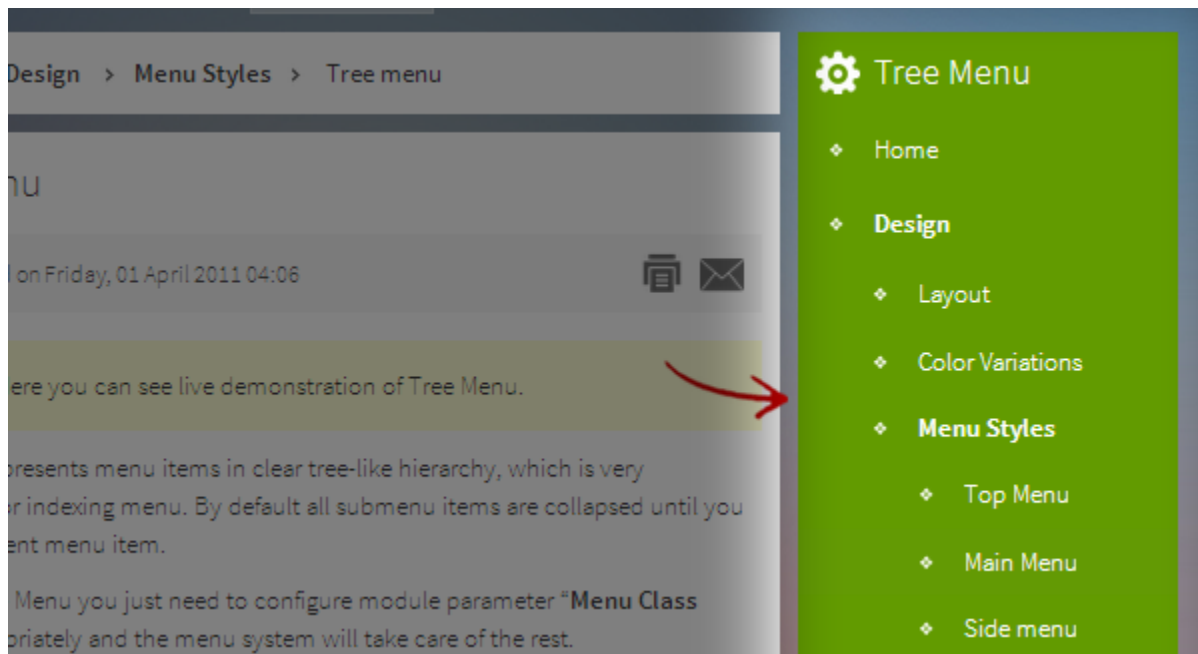 Design > Menu Styles > Tree menu
nu
on Friday, 01 April 2011 04:06
ere you can see live demonstration of Tree Menu.
presents menu items in clear tree-like hierarchy, which is very
or indexing menu. By default all submenu items are collapsed until you
ent menu item.
Menu you just need to configure module parameter “Menu Class
priately and the menu system will take care of the rest.
Tree Menu
Home
Design
Layout
Color Variations
Menu Styles
Top Menu
Main Menu
Side menu